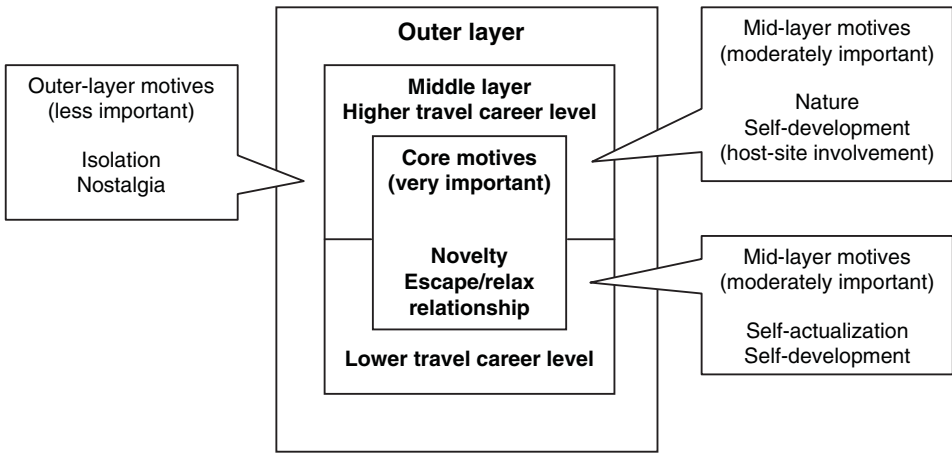 Outer layer
Middle layer
Higher travel career level
Core motives
(very important)
Novelty
Escape/relax
relationship
Lower travel career level
Outer-layer motives
(less important)
Isolation
Nostalgia
Mid-layer motives
(moderately important)
Nature
Self-development
(host-site involvement)
Mid-layer motives
(moderately important)
Self-actualization
Self-development